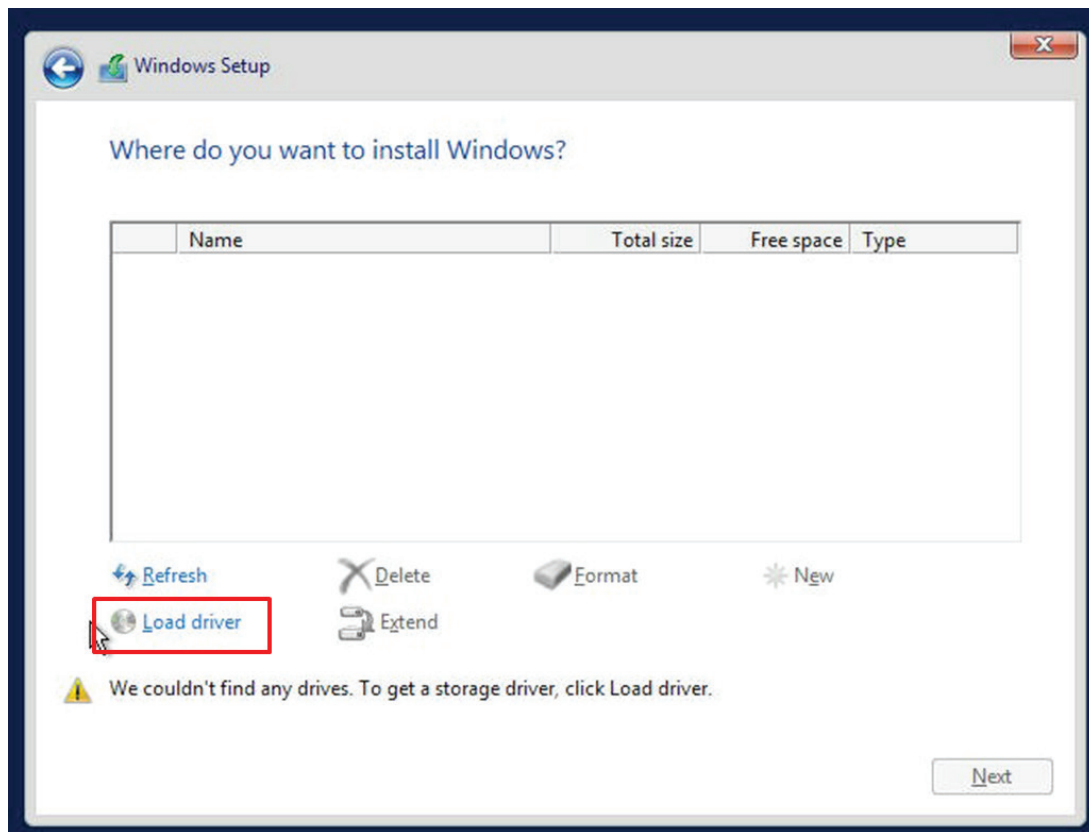 Windows Setup
Where do you want to install Windows?
Name Total size Free space Type
Refresh Delete Format New
Load driver Extend
We couldn't find any drives. To get a storage driver, click Load driver.
Next